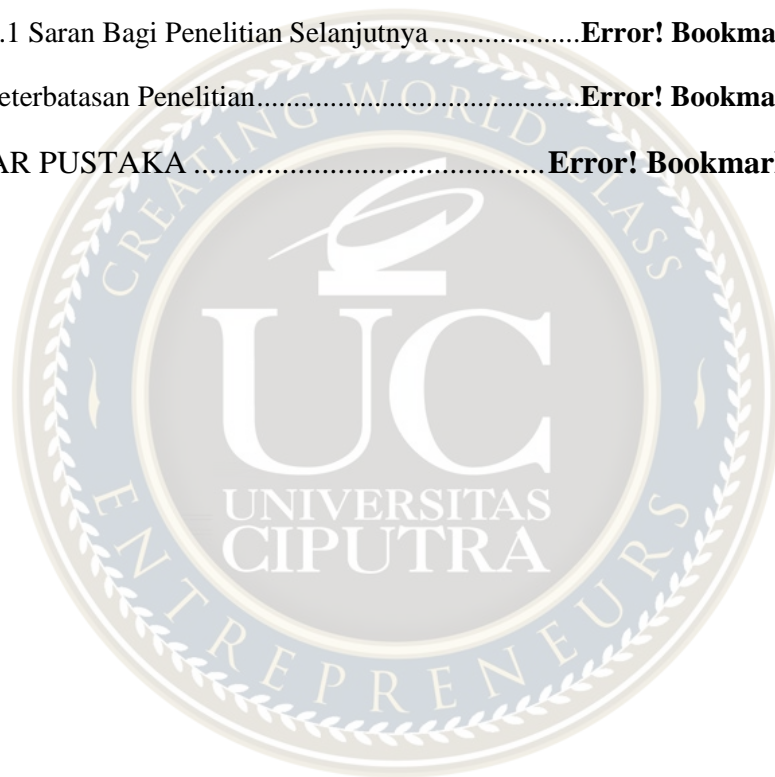 .1 Saran Bagi Penelitian Selanjutnya ....................Error! Bookma
eterbatasan Penelitian.......................................Error! Bookma
AR PUSTAKA ..........................................Error! Bookmar
CREATING WORLD CLASS
UC
UNIVERSITAS
CIPUTRA
ENTREPRENEURS